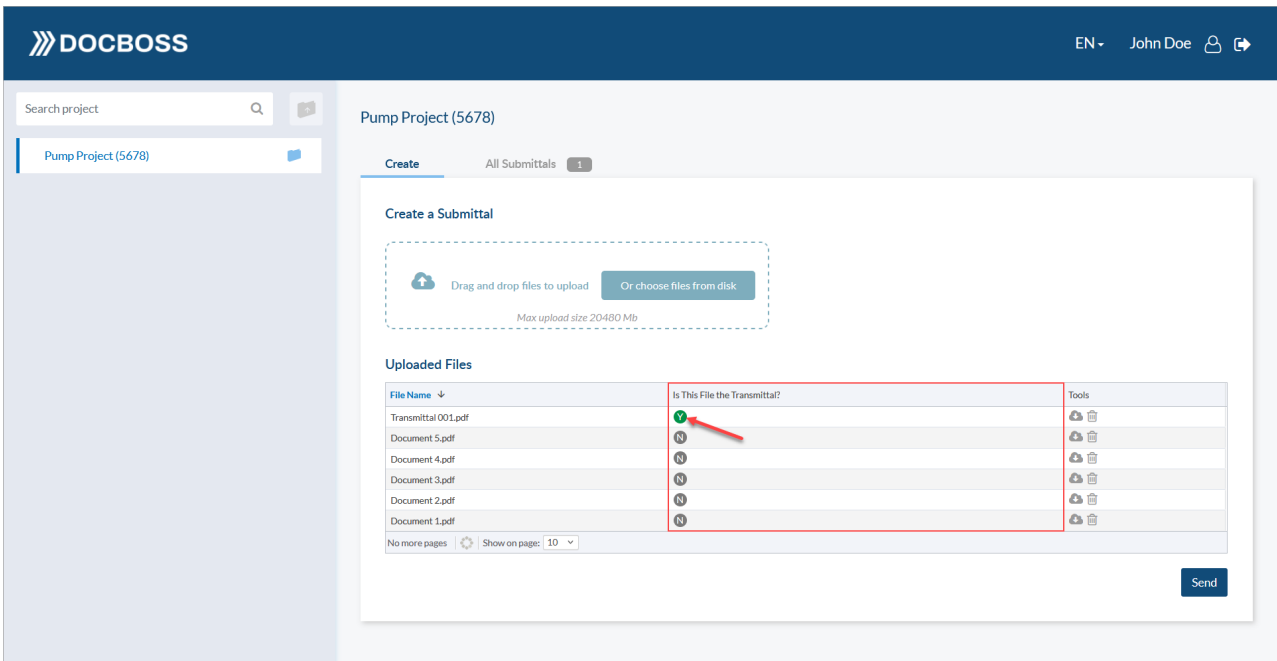 DOCBOSS
EN
John Doe
Search project
Pump Project (5678)
Pump Project (5678)
Create
All Submittals 1
Create a Submittal
Drag and drop files to upload
Or choose files from disk
Max upload size 20480 Mb
Uploaded Files
File Name Is This File the Transmittal? Tools
Transmittal 001.pdf Y
Document 5.pdf N
Document 4.pdf N
Document 3.pdf N
Document 2.pdf N
Document 1.pdf N
No more pages Show on page: 10
Send